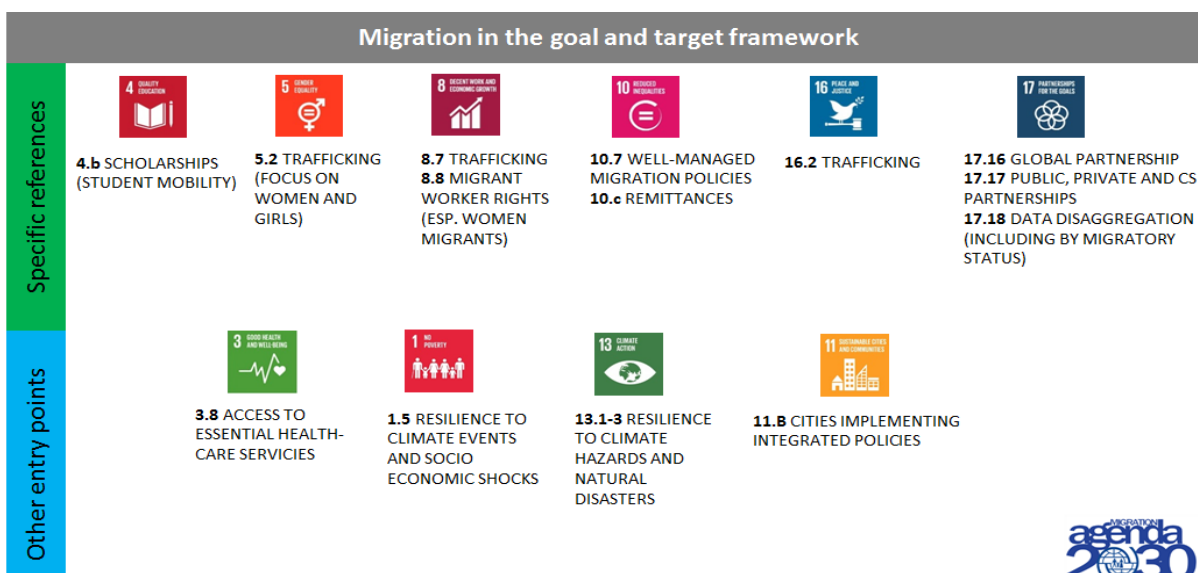 Migration in the goal and target framework
Specific references
4 QUALITY
EDUCATION
4.b SCHOLARSHIPS
(STUDENT MOBILITY)
5 GENDER
EQUALITY
5.2 TRAFFICKING
(FOCUS ON
WOMEN AND
GIRLS)
8 DECENT WORK AND
ECONOMIC GROWTH
8.7 TRAFFICKING
8.8 MIGRANT
WORKER RIGHTS
(ESP. WOMEN
MIGRANTS)
10 REDUCED
INEQUALITIES
10.7 WELL-MANAGED
MIGRATION POLICIES
10.c REMITTANCES
16 PEACE AND
JUSTICE
16.2 TRAFFICKING
17 PARTNERSHIPS
FOR THE GOALS
17.16 GLOBAL PARTNERSHIP
17.17 PUBLIC, PRIVATE AND CS
PARTNERSHIPS
17.18 DATA DISAGGREGATION
(INCLUDING BY MIGRATORY
STATUS)
Other entry points
3 GOOD HEALTH
AND WELL-BEING
3.8 ACCESS TO
ESSENTIAL HEALTH-
CARE SERVICIES
1 NO
POVERTY
1.5 RESILIENCE TO
CLIMATE EVENTS
AND SOCIO
ECONOMIC SHOCKS
13 CLIMATE
ACTION
13.1-3 RESILIENCE
TO CLIMATE
HAZARDS AND
NATURAL
DISASTERS
11 SUSTAINABLE CITIES
AND COMMUNITIES
11.B CITIES IMPLEMENTING
INTEGRATED POLICIES
MIGRATION
agenda
2030